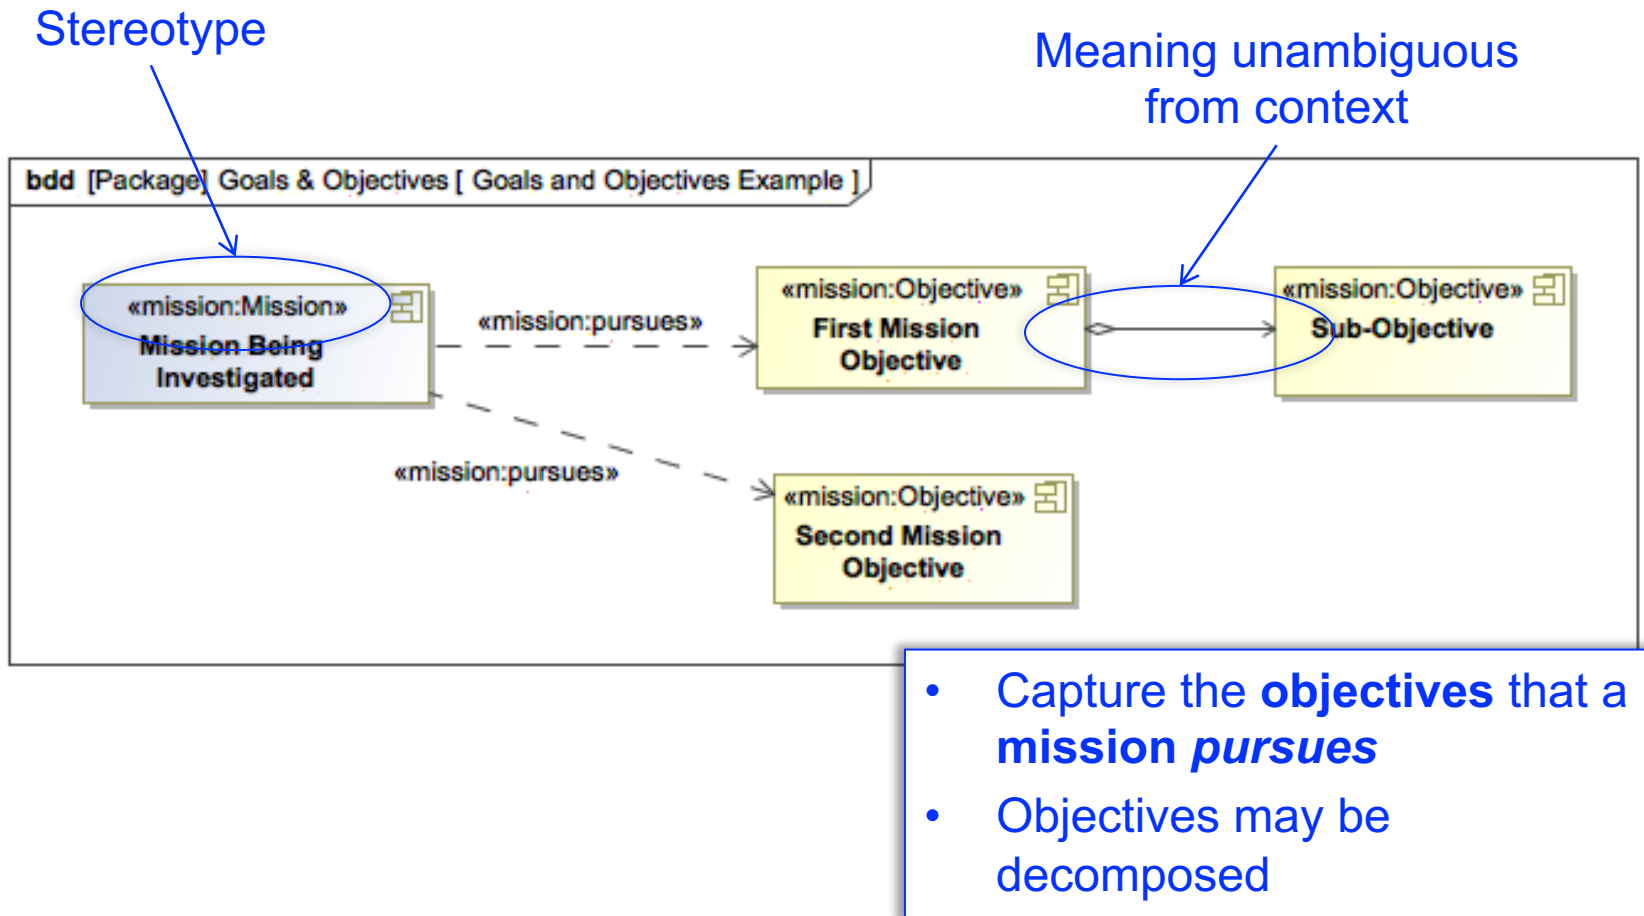 Stereotype
Meaning unambiguous
from context
bdd [Package] Goals & Objectives [ Goals and Objectives Example ]
«mission:Mission»
Mission Being
Investigated
«mission:pursues»
«mission:Objective»
First Mission
Objective
«mission:Objective»
Sub-Objective
«mission:pursues»
«mission:Objective»
Second Mission
Objective
• Capture the objectives that a
mission pursues
• Objectives may be
decomposed